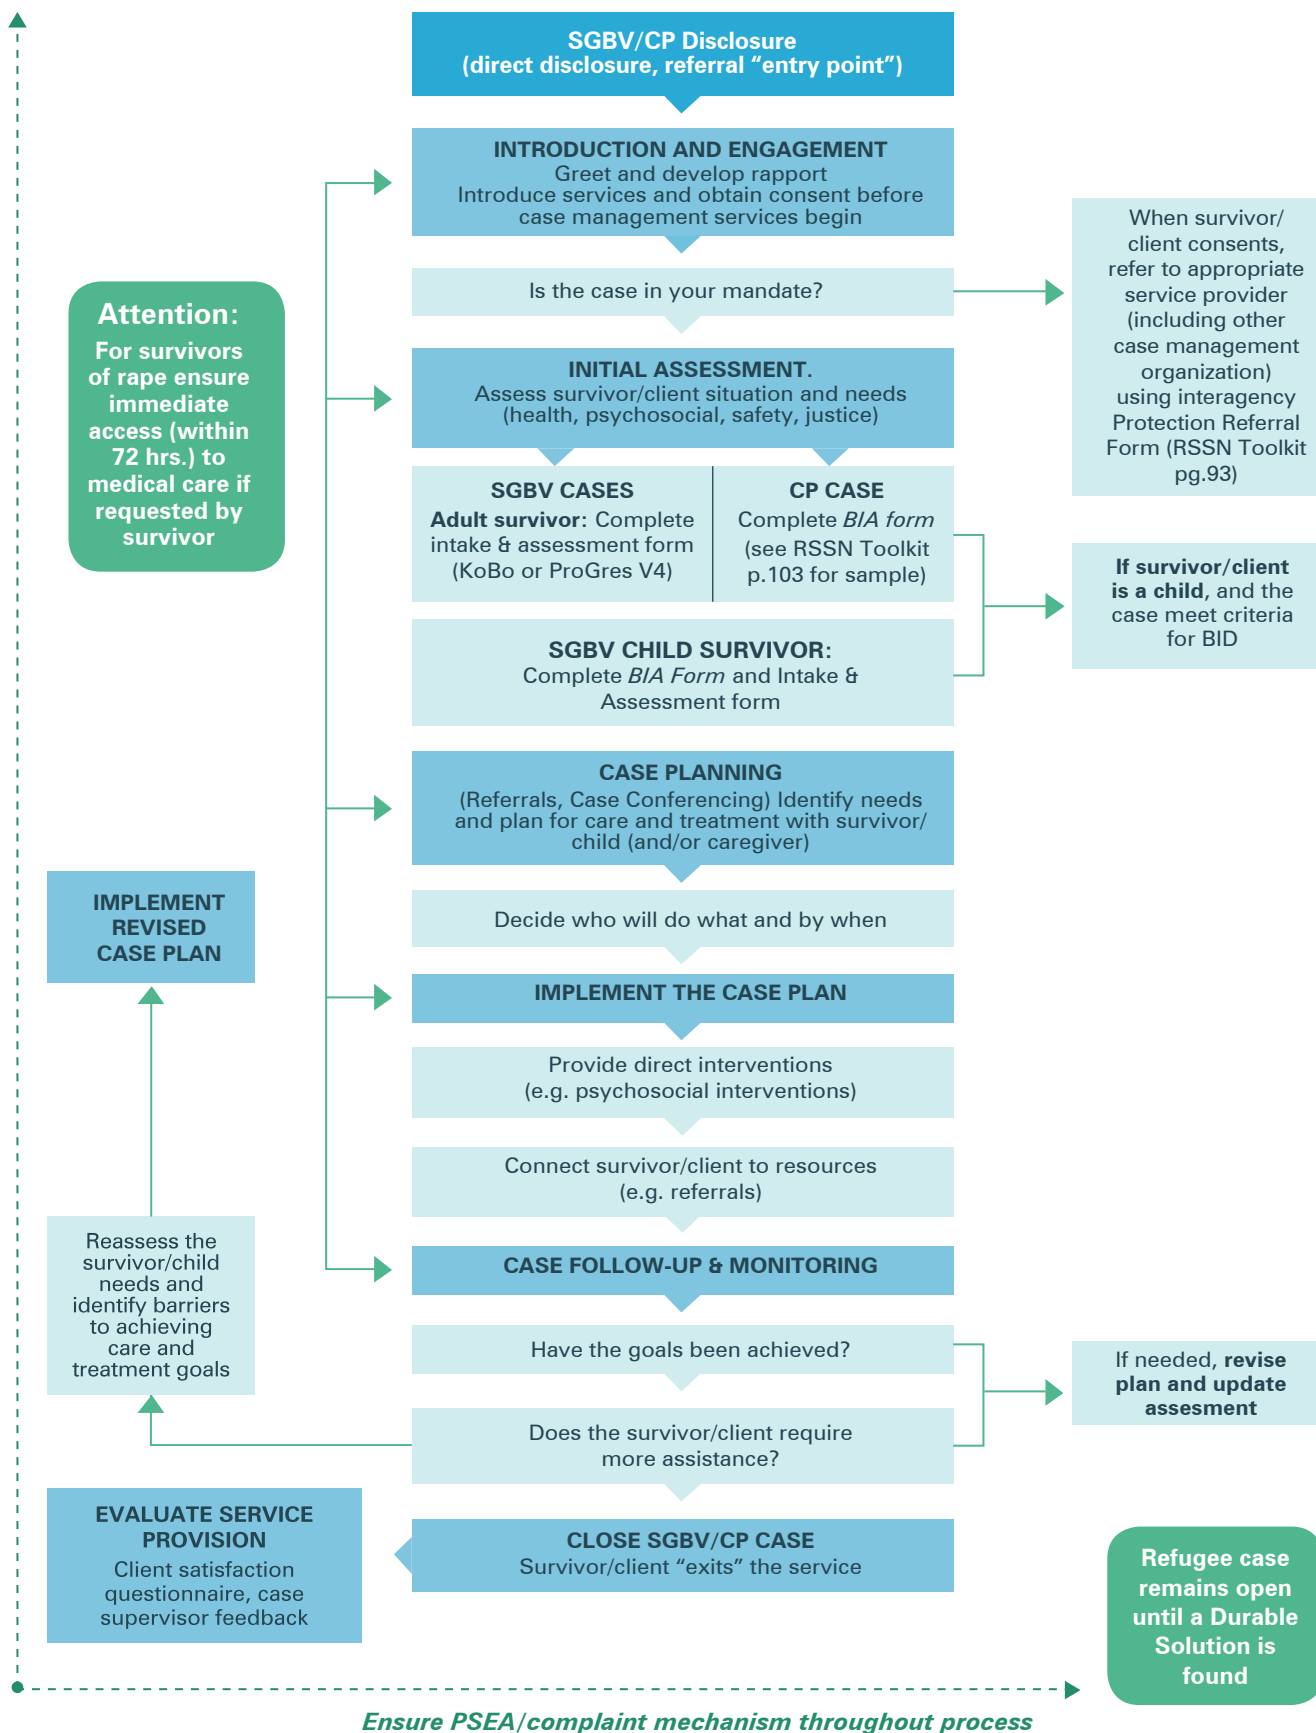 SGBV/CP Disclosure
(direct disclosure, referral “entry point”)
INTRODUCTION AND ENGAGEMENT
Greet and develop rapport
Introduce services and obtain consent before
case management services begin
Is the case in your mandate?
When survivor/
client consents,
refer to appropriate
service provider
(including other
case management
organization)
using interagency
Protection Referral
Form (RSSN Toolkit
pg.93)
Attention:
For survivors
of rape ensure
immediate
access (within
72 hrs.) to
medical care if
requested by
survivor
INITIAL ASSESSMENT.
Assess survivor/client situation and needs
(health, psychosocial, safety, justice)
SGBV CASES
Adult survivor: Complete
intake & assessment form
(KoBo or ProGres V4)
CP CASE
Complete BIA form
(see RSSN Toolkit
p.103 for sample)
If survivor/client
is a child, and the
case meet criteria
for BID
SGBV CHILD SURVIVOR:
Complete BIA Form and Intake &
Assessment form
CASE PLANNING
(Referrals, Case Conferencing) Identify needs
and plan for care and treatment with survivor/
child (and/or caregiver)
Decide who will do what and by when
IMPLEMENT
REVISED
CASE PLAN
IMPLEMENT THE CASE PLAN
Provide direct interventions
(e.g. psychosocial interventions)
Connect survivor/client to resources
(e.g. referrals)
Reassess the
survivor/child
needs and
identify barriers
to achieving
care and
treatment goals
CASE FOLLOW-UP & MONITORING
Have the goals been achieved?
If needed, revise
plan and update
assesment
Does the survivor/client require
more assistance?
EVALUATE SERVICE
PROVISION
Client satisfaction
questionnaire, case
supervisor feedback
CLOSE SGBV/CP CASE
Survivor/client “exits” the service
Refugee case
remains open
until a Durable
Solution is
found
Ensure PSEA/complaint mechanism throughout process